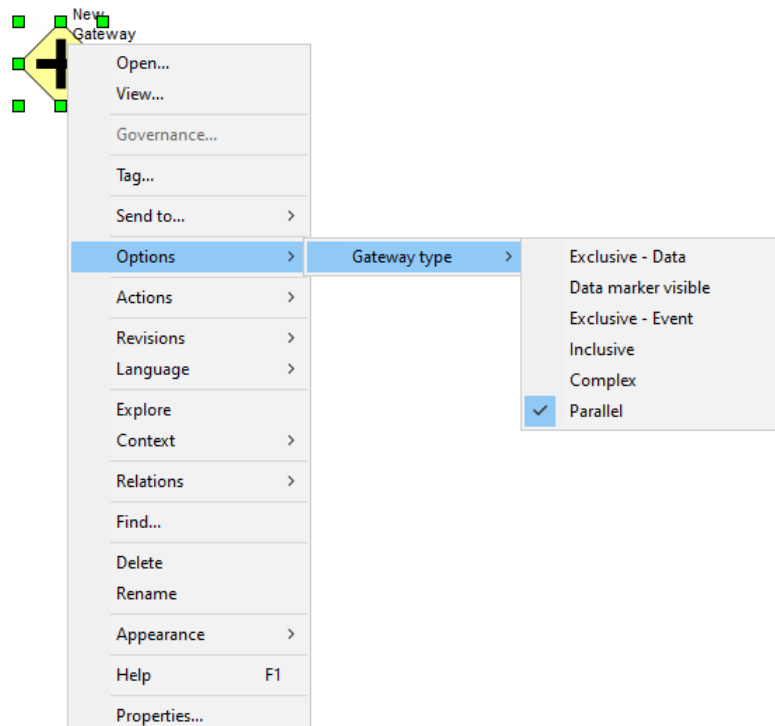 New
Gateway
Open...
View...
Governance...
Tag...
Send to...
Options
Gateway type
Exclusive - Data
Data marker visible
Exclusive - Event
Inclusive
Complex
Parallel
Actions
Revisions
Language
Explore
Context
Relations
Find...
Delete
Rename
Appearance
Help F1
Properties...